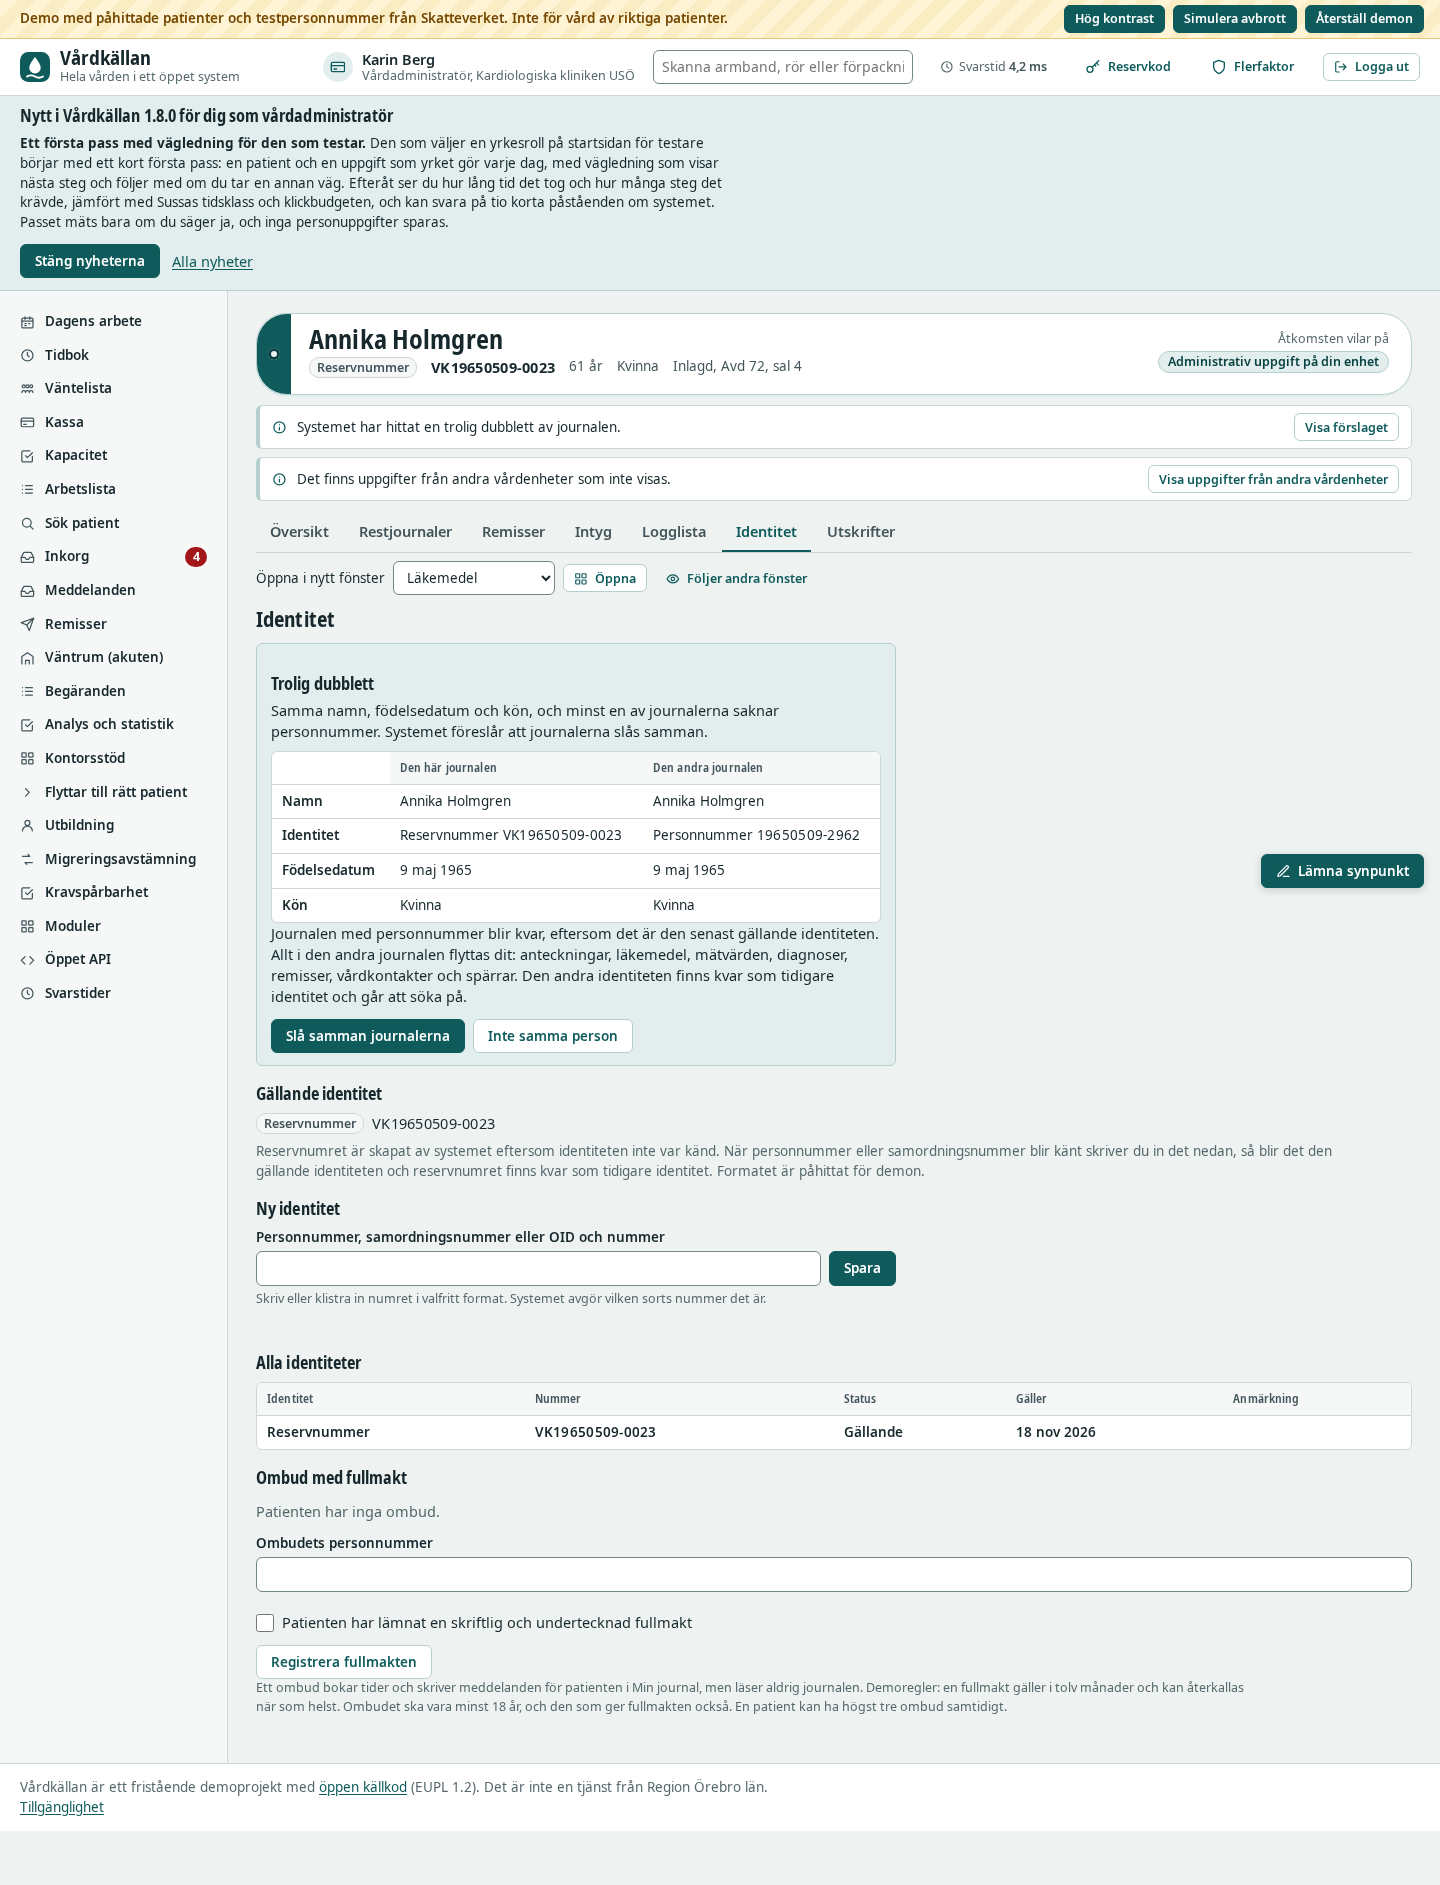 Demo med påhittade patienter och testpersonnummer från Skatteverket. Inte för vård av riktiga patienter.
Hög kontrast
Simulera avbrott
Återställ demon
Vårdkällan
Hela vården i ett öppet system
Karin Berg
Vårdadministratör, Kardiologiska kliniken USÖ
Skanna armband, rör eller förpackni
Svarstid 4,2 ms
Reservkod
Flerfaktor
Logga ut
Nytt i Vårdkällan 1.8.0 för dig som vårdadministratör
Ett första pass med vägledning för den som testar. Den som väljer en yrkesroll på startsidan för testare
börjar med ett kort första pass: en patient och en uppgift som yrket gör varje dag, med vägledning som visar
nästa steg och följer med om du tar en annan väg. Efteråt ser du hur lång tid det tog och hur många steg det
krävde, jämfört med Sussas tidsklass och klickbudgeten, och kan svara på tio korta påståenden om systemet.
Passet mäts bara om du säger ja, och inga personuppgifter sparas.
Stäng nyheterna
Alla nyheter
Dagens arbete
Tidbok
Väntelista
Kassa
Kapacitet
Arbetslista
Sök patient
Inkorg
4
Meddelanden
Remisser
Väntrum (akuten)
Begäranden
Analys och statistik
Kontorsstöd
Flyttar till rätt patient
Utbildning
Migreringsavstämning
Kravspårbarhet
Moduler
Öppet API
Svarstider
Annika Holmgren
Reservnummer
VK19650509-0023
61 år
Kvinna
Inlagd, Avd 72, sal 4
Åtkomsten vilar på
Administrativ uppgift på din enhet
Systemet har hittat en trolig dubblett av journalen.
Visa förslaget
Det finns uppgifter från andra vårdenheter som inte visas.
Visa uppgifter från andra vårdenheter
Översikt
Restjournaler
Remisser
Intyg
Logglista
Identitet
Utskrifter
Öppna i nytt fönster
Läkemedel
Öppna
Följer andra fönster
Identitet
Trolig dubblett
Samma namn, födelsedatum och kön, och minst en av journalerna saknar
personnummer. Systemet föreslår att journalerna slås samman.
Den här journalen
Den andra journalen
Namn
Annika Holmgren
Annika Holmgren
Identitet
Reservnummer VK19650509-0023
Personnummer 19650509-2962
Födelsedatum
9 maj 1965
9 maj 1965
Kön
Kvinna
Kvinna
Journalen med personnummer blir kvar, eftersom det är den senast gällande identiteten.
Allt i den andra journalen flyttas dit: anteckningar, läkemedel, mätvärden, diagnoser,
remisser, vårdkontakter och spärrar. Den andra identiteten finns kvar som tidigare
identitet och går att söka på.
Slå samman journalerna
Inte samma person
Lämna synpunkt
Gällande identitet
Reservnummer
VK19650509-0023
Reservnumret är skapat av systemet eftersom identiteten inte var känd. När personnummer eller samordningsnummer blir känt skriver du in det nedan, så blir det den
gällande identiteten och reservnumret finns kvar som tidigare identitet. Formatet är påhittat för demon.
Ny identitet
Personnummer, samordningsnummer eller OID och nummer
Spara
Skriv eller klistra in numret i valfritt format. Systemet avgör vilken sorts nummer det är.
Alla identiteter
Identitet
Nummer
Status
Gäller
Anmärkning
Reservnummer
VK19650509-0023
Gällande
18 nov 2026
Ombud med fullmakt
Patienten har inga ombud.
Ombudets personnummer
Patienten har lämnat en skriftlig och undertecknad fullmakt
Registrera fullmakten
Ett ombud bokar tider och skriver meddelanden för patienten i Min journal, men läser aldrig journalen. Demoregler: en fullmakt gäller i tolv månader och kan återkallas
när som helst. Ombudet ska vara minst 18 år, och den som ger fullmakten också. En patient kan ha högst tre ombud samtidigt.
Vårdkällan är ett fristående demoprojekt med öppen källkod (EUPL 1.2). Det är inte en tjänst från Region Örebro län.
Tillgänglighet